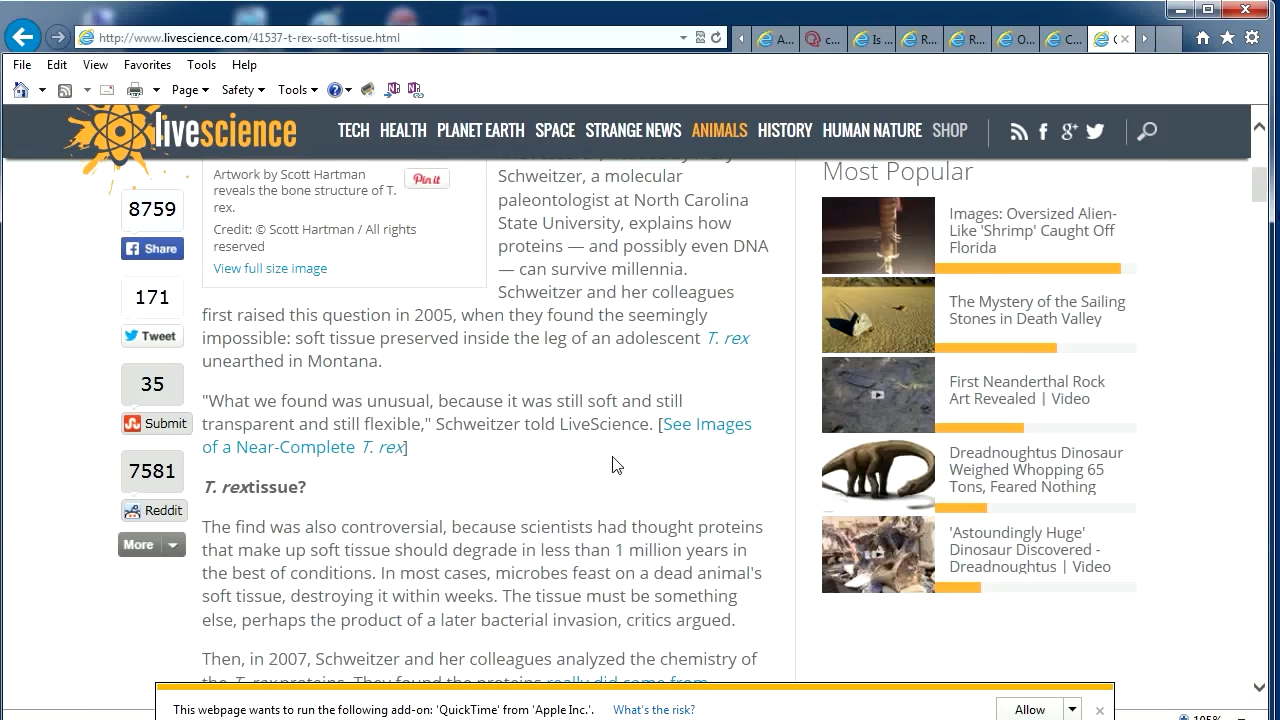 http://www.livescience.com/41537-t-rex-soft-tissue.html
A...
c...
Is
R...
R...
O...
C...
File Edit View Favorites Tools Help
Page Safety Tools
livescience
TECH HEALTH PLANET EARTH SPACE STRANGE NEWS ANIMALS HISTORY HUMAN NATURE SHOP
8759
Share
171
Tweet
35
Submit
7581
Reddit
More
Artwork by Scott Hartman
reveals the bone structure of T.
rex.
Pin it
Credit: © Scott Hartman / All rights
reserved
View full size image
Schweitzer, a molecular
paleontologist at North Carolina
State University, explains how
proteins — and possibly even DNA
— can survive millennia.
Schweitzer and her colleagues
first raised this question in 2005, when they found the seemingly
impossible: soft tissue preserved inside the leg of an adolescent T. rex
unearthed in Montana.
"What we found was unusual, because it was still soft and still
transparent and still flexible," Schweitzer told LiveScience. [See Images
of a Near-Complete T. rex]
T. rextissue?
The find was also controversial, because scientists had thought proteins
that make up soft tissue should degrade in less than 1 million years in
the best of conditions. In most cases, microbes feast on a dead animal's
soft tissue, destroying it within weeks. The tissue must be something
else, perhaps the product of a later bacterial invasion, critics argued.
Then, in 2007, Schweitzer and her colleagues analyzed the chemistry of
the T. rexproteins. They found the proteins really did come from
Most Popular
Images: Oversized Alien-
Like 'Shrimp' Caught Off
Florida
The Mystery of the Sailing
Stones in Death Valley
First Neanderthal Rock
Art Revealed | Video
Dreadnoughtus Dinosaur
Weighed Whopping 65
Tons, Feared Nothing
'Astoundingly Huge'
Dinosaur Discovered -
Dreadnoughtus | Video
This webpage wants to run the following add-on: 'QuickTime' from 'Apple Inc.'. What's the risk? Allow
105%